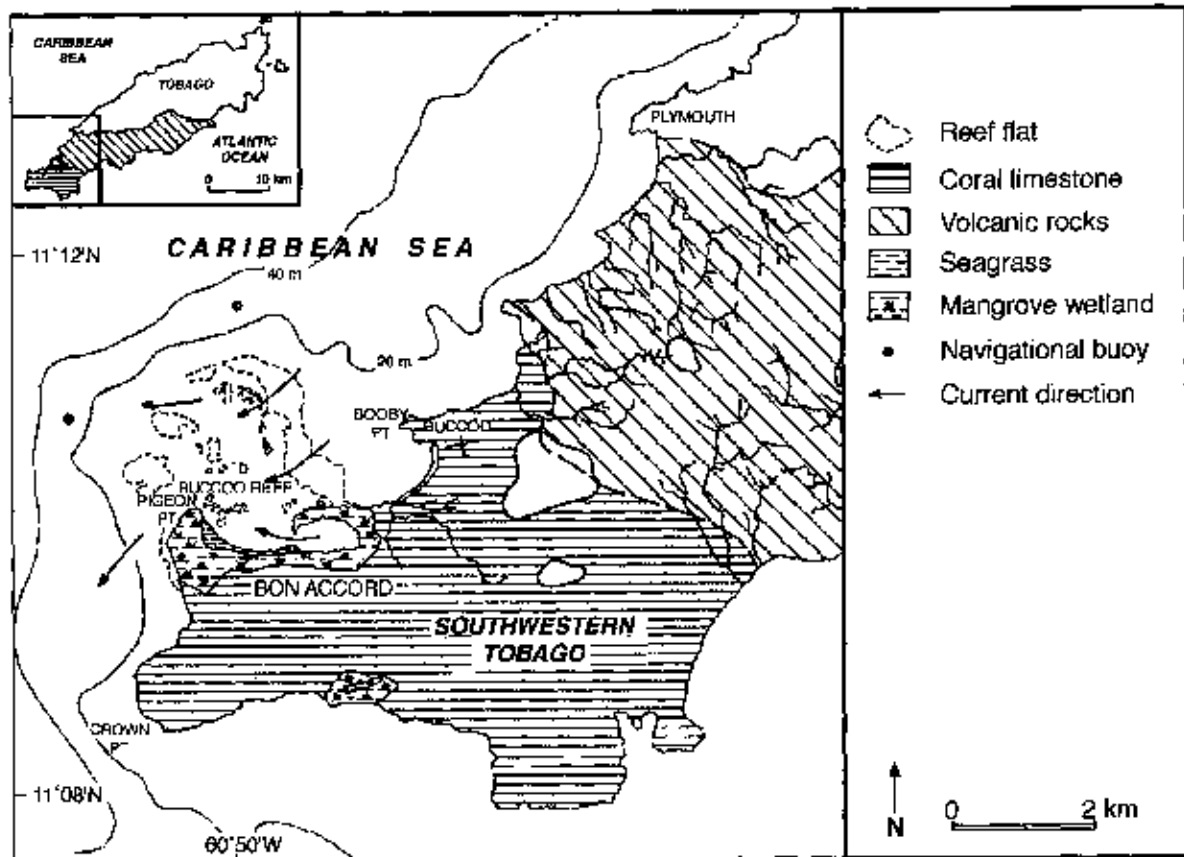 CARIBBEAN
SEA
TOBAGO
ATLANTIC
OCEAN
0 10 km
PLYMOUTH
11°12'N
CARIBBEAN SEA
40 m
20 m
BOOBY
PT
BUCCOO
BUCCOO REEF
PIGEON
PT
BON ACCORD
SOUTHWESTERN
TOBAGO
CROWN
PT
11°08'N
60°50'W
Reef flat
Coral limestone
Volcanic rocks
Seagrass
Mangrove wetland
Navigational buoy
Current direction
N
0 2 km